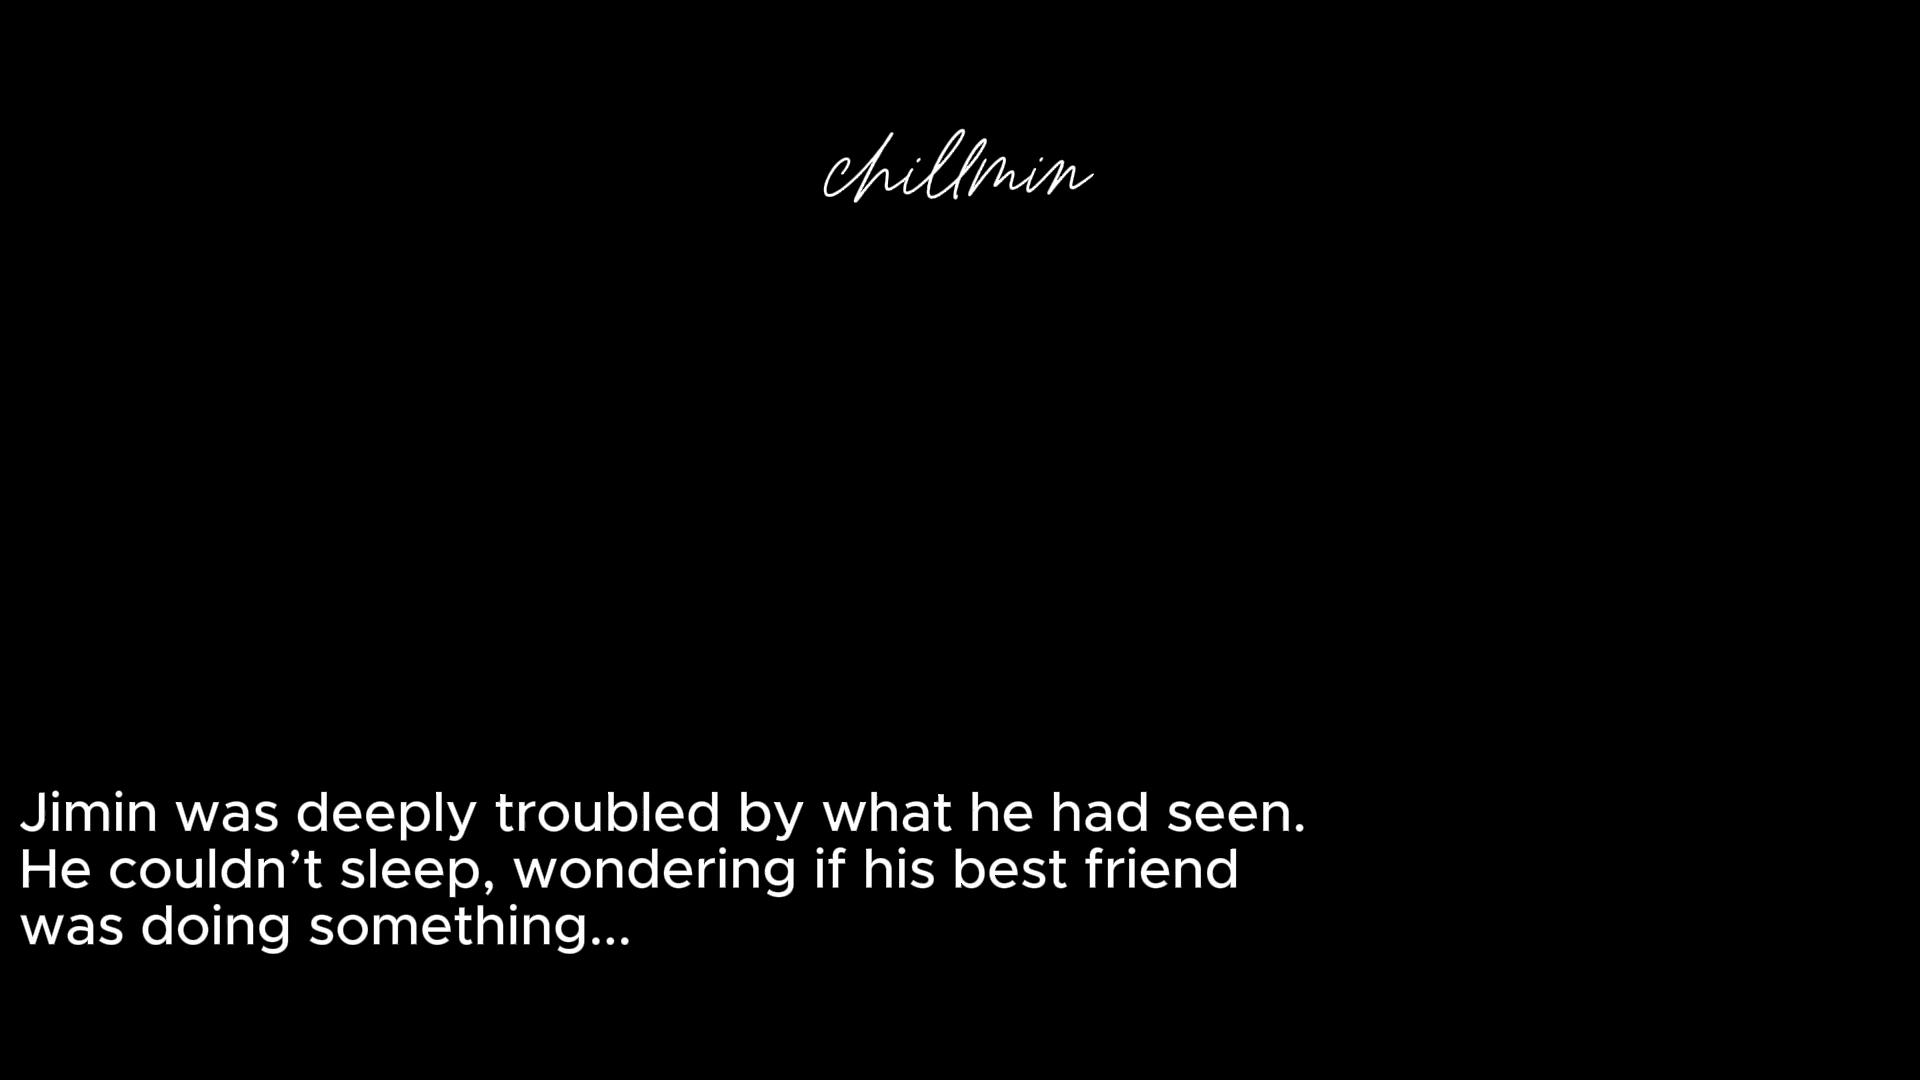 chillmin
Jimin was deeply troubled by what he had seen.
He couldn’t sleep, wondering if his best friend
was doing something...